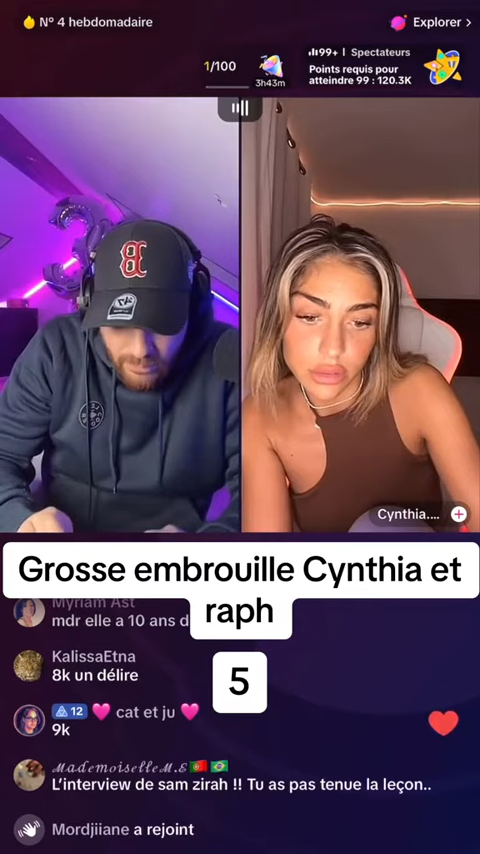 N° 4 hebdomadaire
Explorer >
1/100
3h43m
99+ | Spectateurs
Points requis pour
atteindre 99 : 120.3K
B
47
Cynthia....
Grosse embrouille Cynthia et
raph
Myriam Ast
mdr elle a 10 ans d
5
KalissaEtna
8k un délire
12 💜 cat et ju 💜
9k
𝓜𝓪𝓭𝓮𝓶𝓸𝓲𝓼𝓮𝓵𝓵𝓮𝓜.𝓔 🇵🇹 🇧🇷
L'interview de sam zirah !! Tu as pas tenue la leçon..
Mordjiiane a rejoint